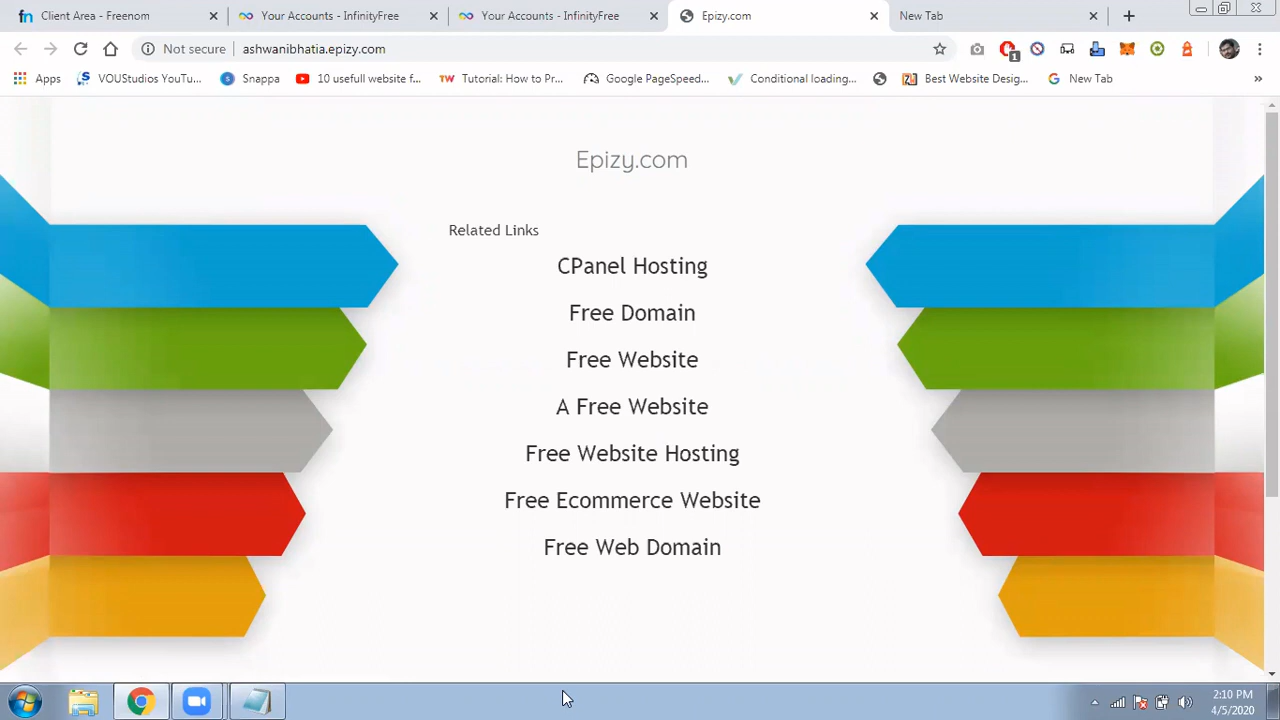 Client Area - Freenom
Your Accounts - InfinityFree
Your Accounts - InfinityFree
Epizy.com
New Tab
Not secure
ashwanibhatia.epizy.com
1
Apps
VOUStudios YouTu...
Snappa
10 usefull website f...
TW Tutorial: How to Pr...
Google PageSpeed...
Conditional loading...
Best Website Desig...
New Tab
»
Epizy.com
Related Links
CPanel Hosting
Free Domain
Free Website
A Free Website
Free Website Hosting
Free Ecommerce Website
Free Web Domain
2:10 PM
4/5/2020